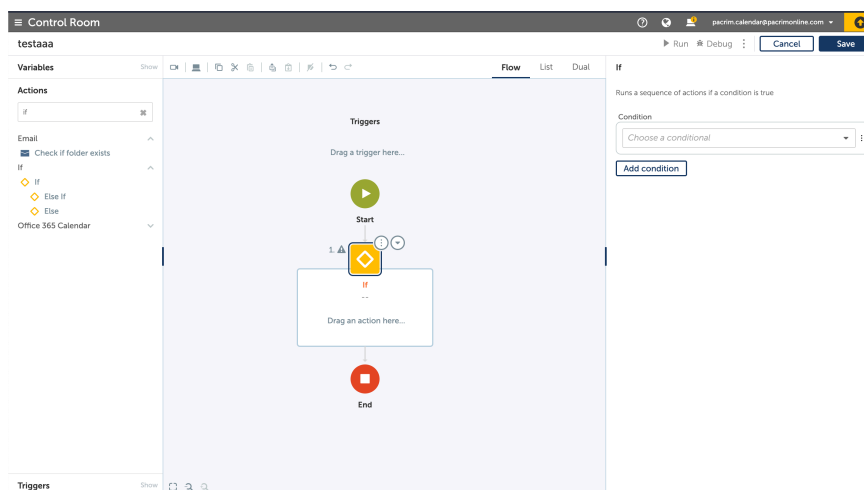 Control Room
pacrim.calendar@pacrimonline.com
testaaa
Run
Debug
Cancel
Save
Variables
Show
Flow
List
Dual
If
Actions
Runs a sequence of actions if a condition is true
if
Condition
Triggers
Choose a conditional
Email
Check if folder exists
Drag a trigger here...
Add condition
If
If
Else If
Else
Start
Office 365 Calendar
1.
If
--
Drag an action here...
End
Triggers
Show